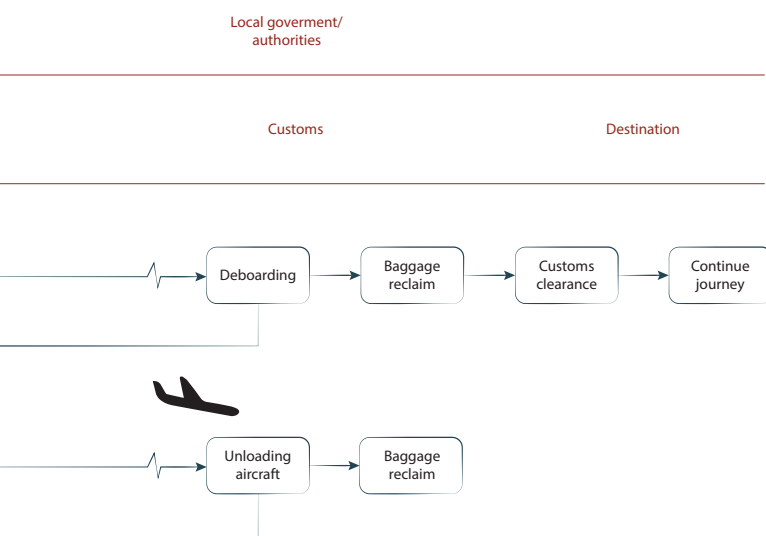 Local goverment/
authorities
Customs
Destination
Deboarding
Baggage
reclaim
Customs
clearance
Continue
journey
Unloading
aircraft
Baggage
reclaim